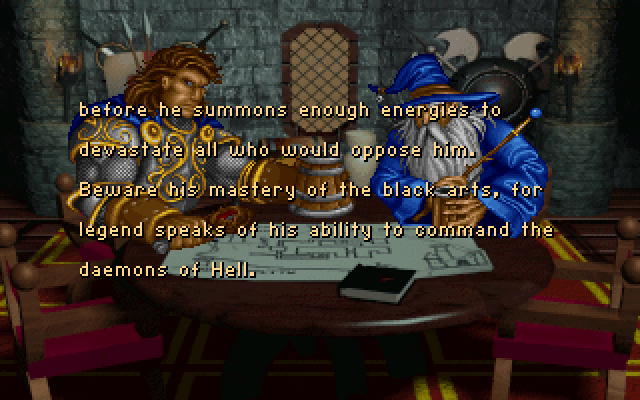 before he summons enough energies to
devastate all who would oppose him.
Beware his mastery of the black arts, for
legend speaks of his ability to command the
daemons of Hell.